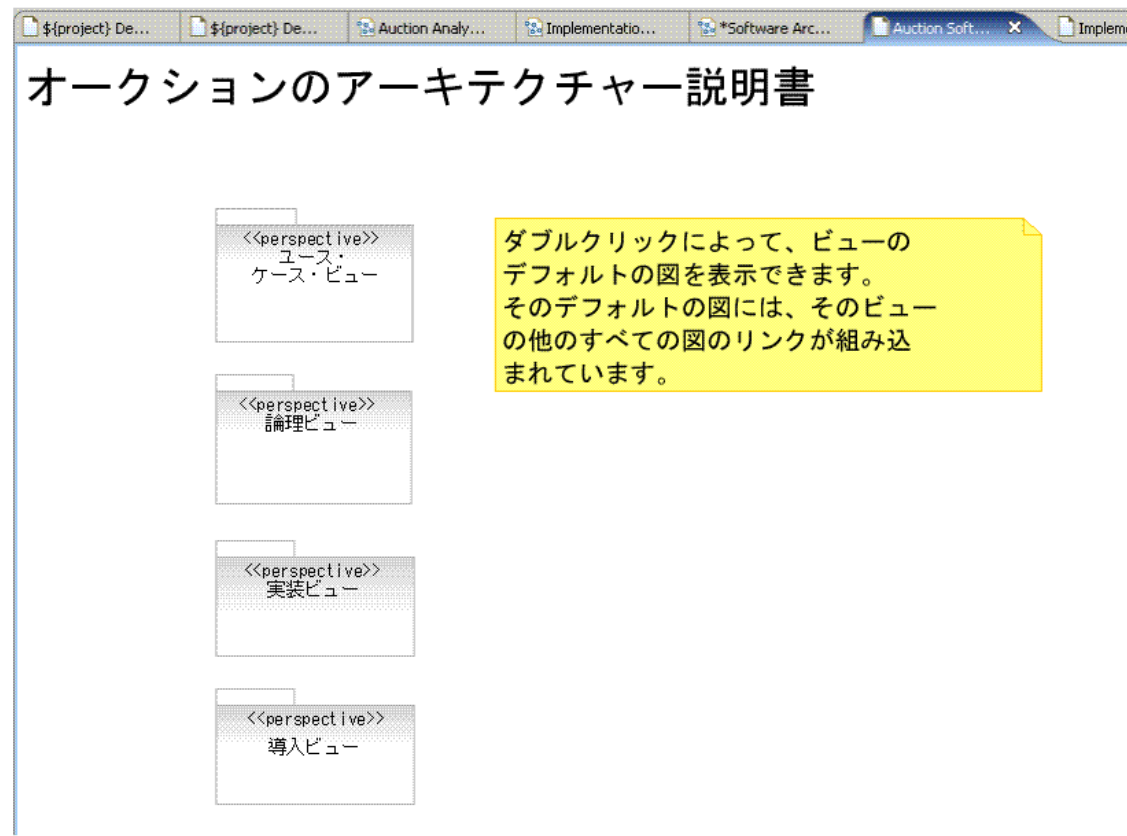 ${project} De...
${project} De...
Auction Analy...
Implementatio...
*Software Arc...
Auction Soft...
Implem
オークションのアーキテクチャー説明書
<<perspective>>
ユース・
ケース・ビュー
ダブルクリックによって、ビューの
デフォルトの図を表示できます。
そのデフォルトの図には、そのビュー
の他のすべての図のリンクが組み込
まれています。
<<perspective>>
論理ビュー
<<perspective>>
実装ビュー
<<perspective>>
導入ビュー